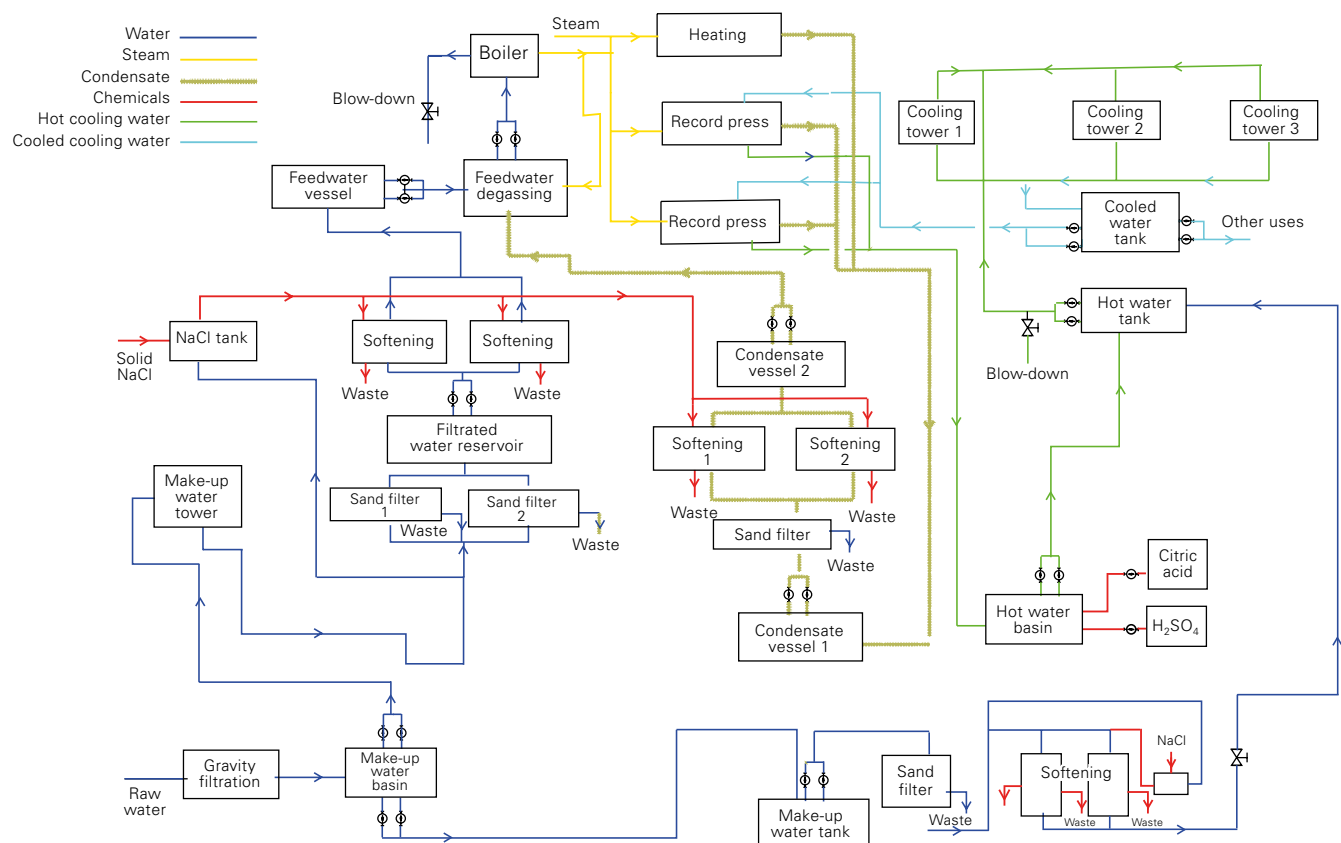 Water
Steam
Condensate
Chemicals
Hot cooling water
Cooled cooling water
Steam
Boiler
Blow-down
Heating
Record press
Record press
Feedwater
vessel
Feedwater
degassing
Cooling
tower 1
Cooling
tower 2
Cooling
tower 3
Cooled
water
tank
Other uses
Hot water
tank
Blow-down
NaCl tank
Solid
NaCl
Softening
Softening
Waste
Waste
Filtrated
water reservoir
Sand filter
1
Sand filter
2
Waste
Waste
Make-up
water
tower
Condensate
vessel 2
Softening
1
Softening
2
Waste
Waste
Sand filter
Waste
Condensate
vessel 1
Hot water
basin
Citric
acid
H₂SO₄
Raw
water
Gravity
filtration
Make-up
water
basin
Make-up
water tank
Sand
filter
Waste
Softening
NaCl
Waste
Waste